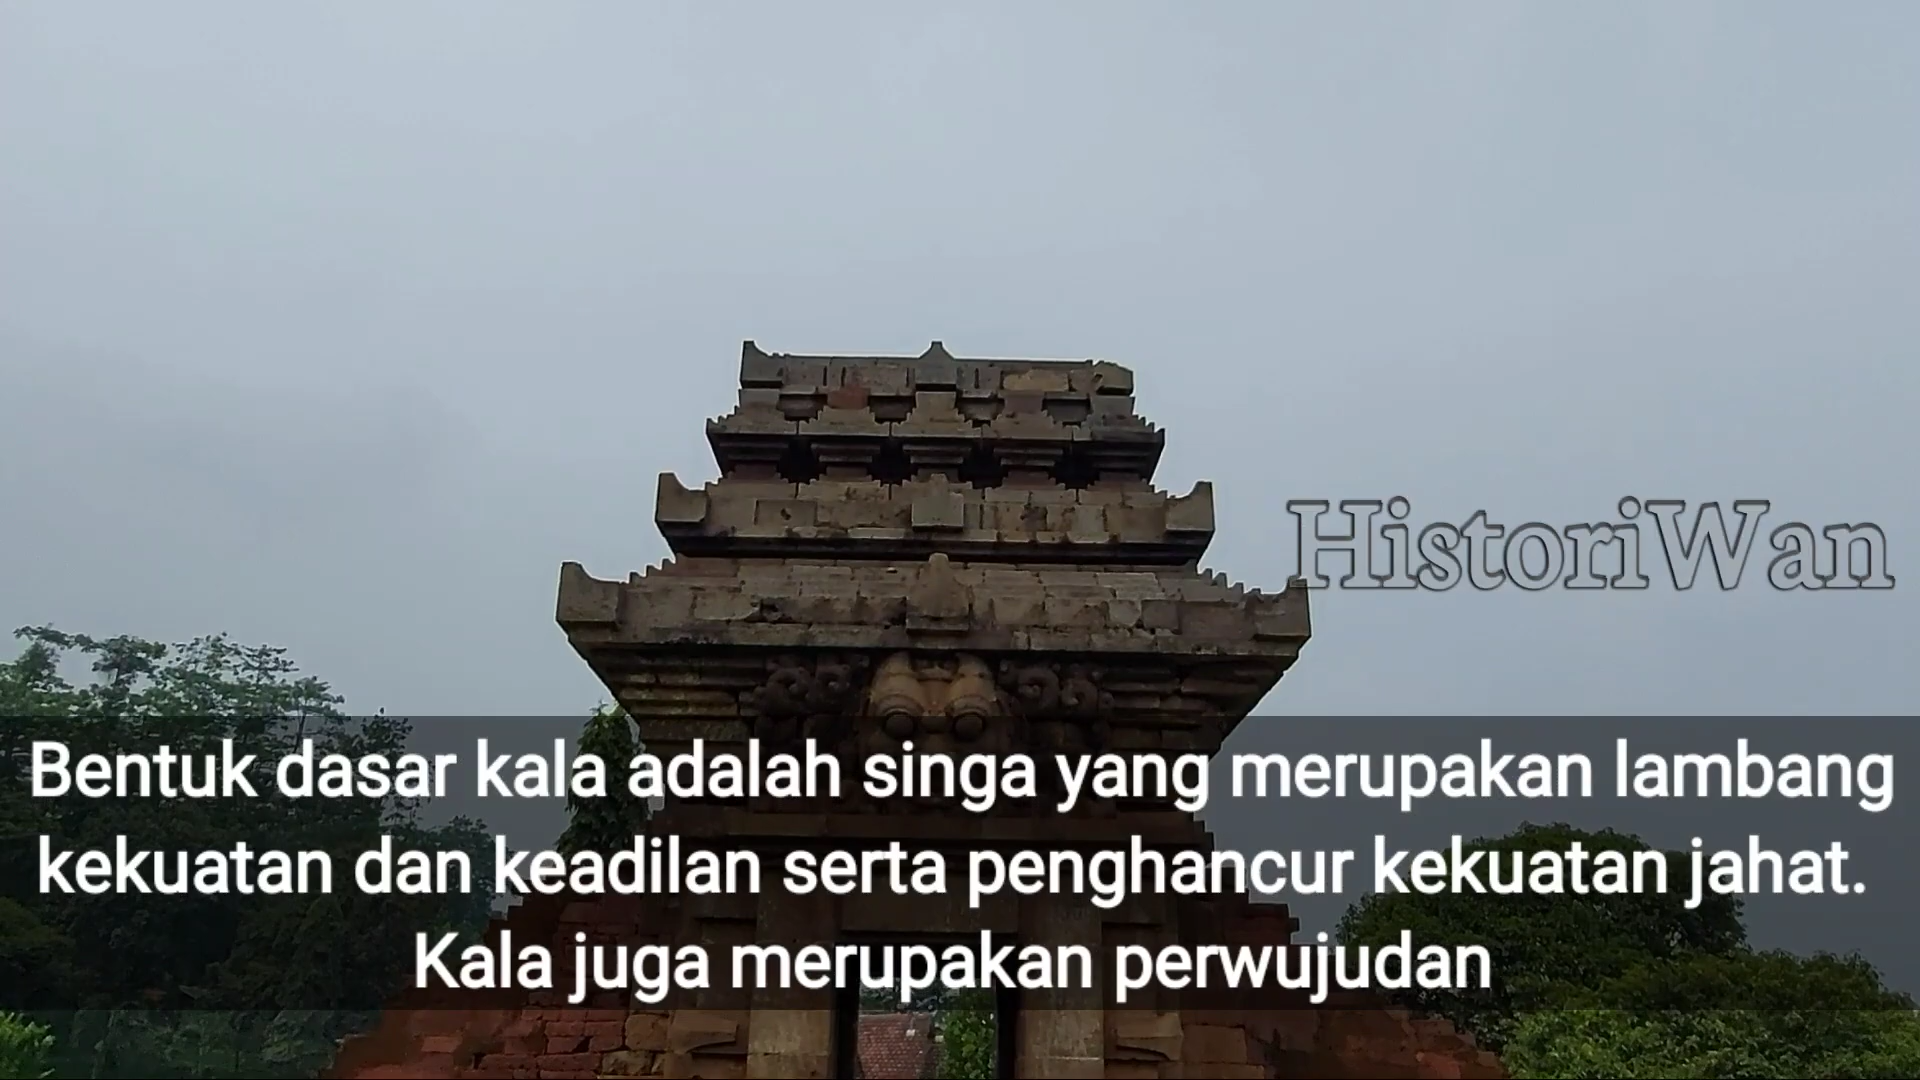 HistoriWan
Bentuk dasar kala adalah singa yang merupakan lambang
kekuatan dan keadilan serta penghancur kekuatan jahat.
Kala juga merupakan perwujudan